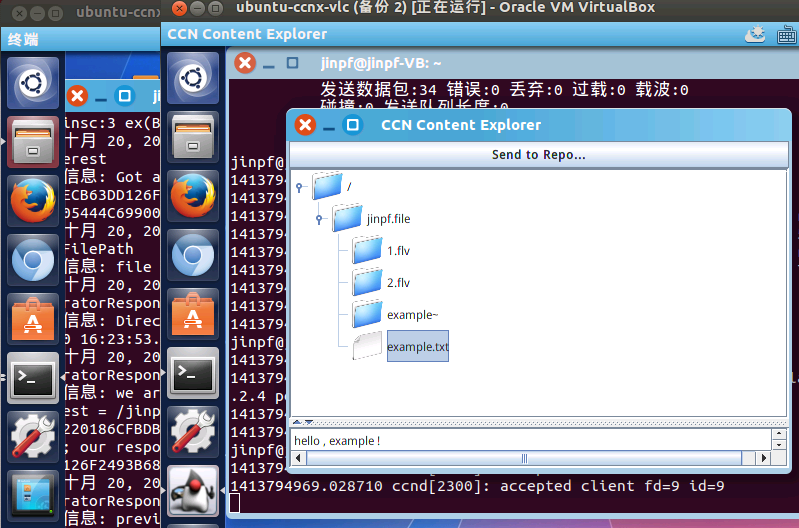 ubuntu-ccnx
ubuntu-ccnx-vlc (备份 2) [正在运行] - Oracle VM VirtualBox
终端
CCN Content Explorer
jinpf@jinpf-VB: ~
发送数据包:34 错误:0 丢弃:0 过载:0 载波:0
碰撞:0 发送队列长度:0
CCN Content Explorer
Send to Repo...
/
jinpf.file
1.flv
2.flv
example~
example.txt
hello , example !
insc:3 ex(B
十月 20, 20
erest
信息: Got a
ECB63DD126F
05444C69900
十月 20, 20
FilePath
信息: file
十月 20, 20
ratorRespon
信息: Direc
0 16:23:53.
十月 20, 20
ratorRespon
信息: we ar
est = /jinp
220186CFBDB
; our respo
126F2493B68
十月 20, 20
ratorRespon
信息: previ
jinpf@
1413794
1413794
1413794
1413794
1413794
1413794
1413794
1413794
1413794
jinpf@
1413794
1413794
.2.4 p
1413794
1413794
jinpf@
1413794969.028710 ccnd[2300]: accepted client fd=9 id=9